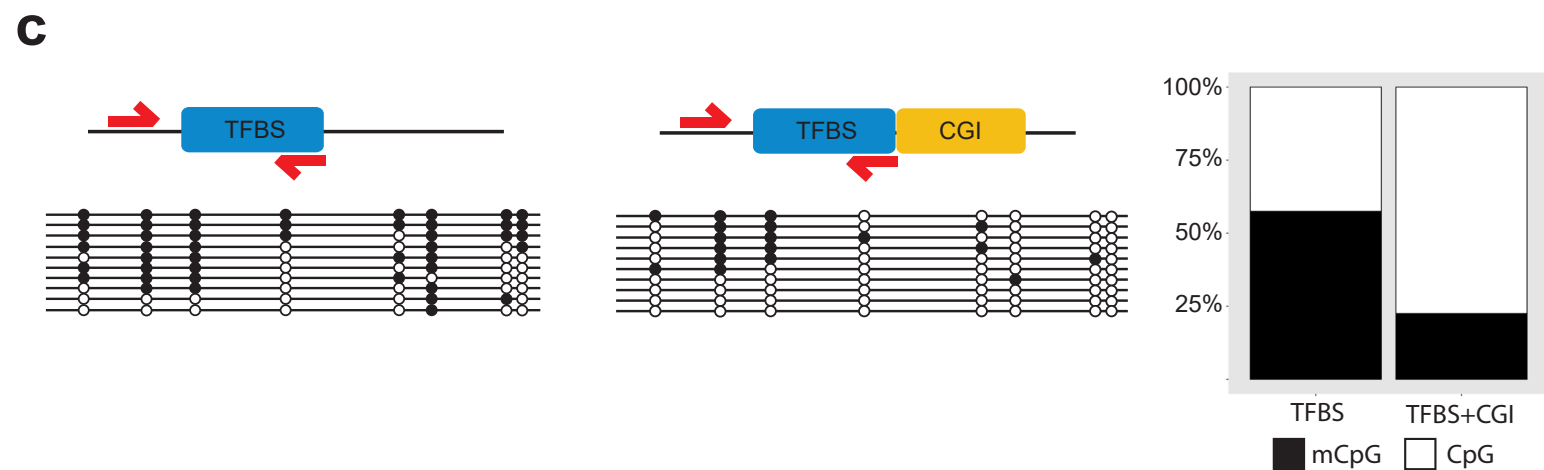 c
TFBS
TFBS CGI
100%
75%
50%
25%
TFBS TFBS+CGI
mCpG CpG